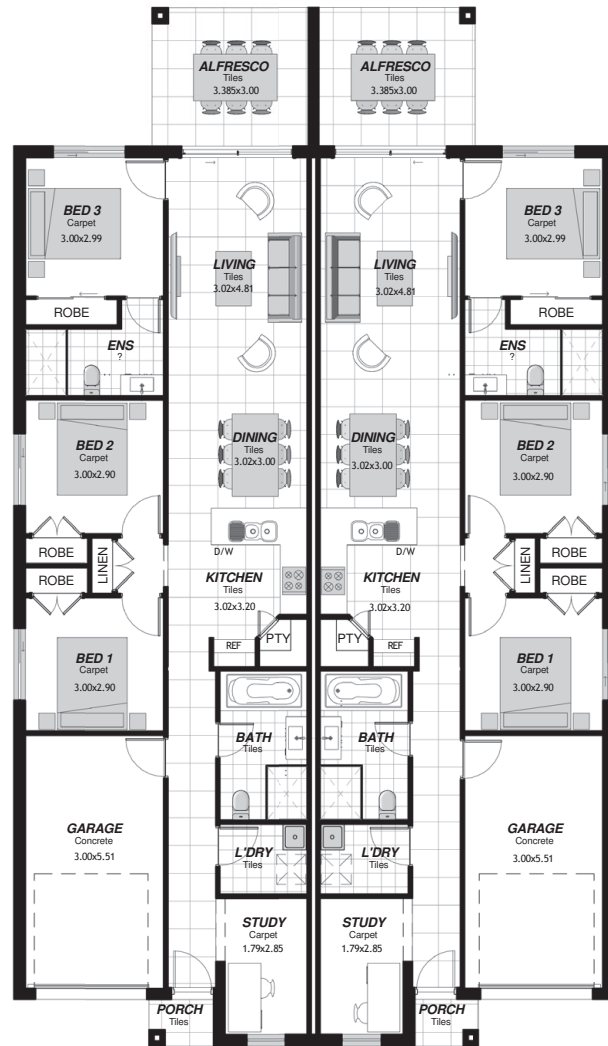 ALFRESCO
Tiles
3.385x3.00
ALFRESCO
Tiles
3.385x3.00
BED 3
Carpet
3.00x2.99
LIVING
Tiles
3.02x4.81
LIVING
Tiles
3.02x4.81
BED 3
Carpet
3.00x2.99
ROBE
ROBE
ENS
?
ENS
?
BED 2
Carpet
3.00x2.90
DINING
Tiles
3.02x3.00
DINING
Tiles
3.02x3.00
BED 2
Carpet
3.00x2.90
ROBE
LINEN
ROBE
D/W
D/W
ROBE
LINEN
ROBE
KITCHEN
Tiles
3.02x3.20
KITCHEN
Tiles
3.02x3.20
REF
PTY
PTY
REF
BED 1
Carpet
3.00x2.90
BED 1
Carpet
3.00x2.90
BATH
Tiles
BATH
Tiles
GARAGE
Concrete
3.00x5.51
GARAGE
Concrete
3.00x5.51
L'DRY
Tiles
L'DRY
Tiles
STUDY
Carpet
1.79x2.85
STUDY
Carpet
1.79x2.85
PORCH
Tiles
PORCH
Tiles